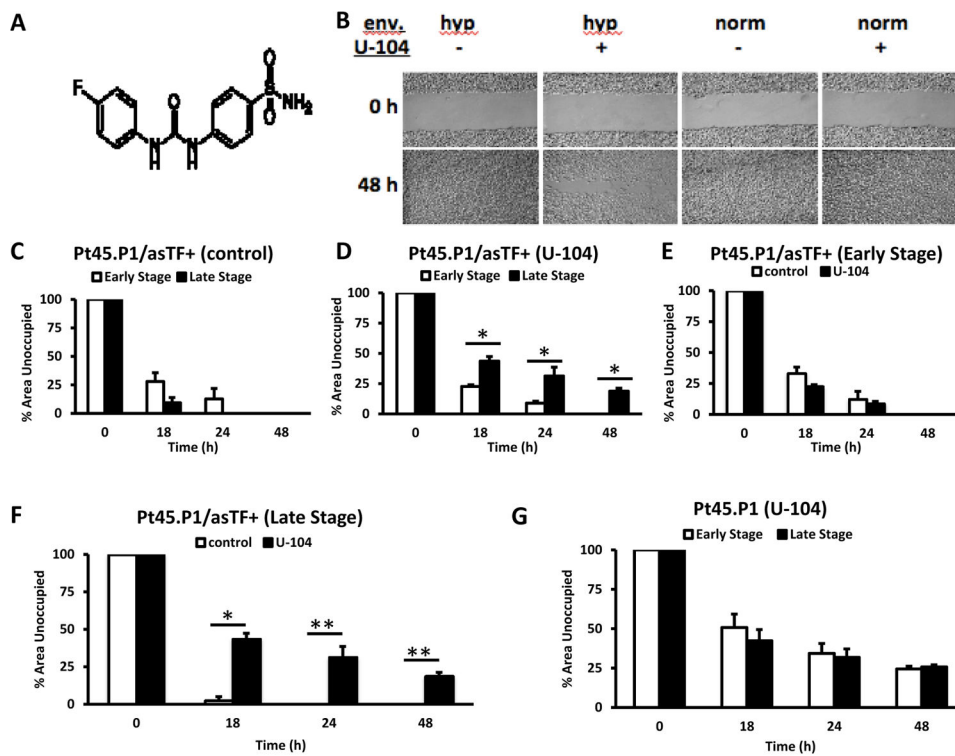 A
F
O
N
H
N
H
O
S
NH2
O
B
env. hyp hyp norm norm
U-104 - + - +
0 h
48 h
C
Pt45.P1/asTF+ (control)
Early Stage Late Stage
% Area Unoccupied
100
75
50
25
0
0 18 24 48
Time (h)
D
Pt45.P1/asTF+ (U-104)
Early Stage Late Stage
% Area Unoccupied
100
75
50
25
0
* * *
0 18 24 48
Time (h)
E
Pt45.P1/asTF+ (Early Stage)
control U-104
% Area Unoccupied
100
75
50
25
0
0 18 24 48
Time (h)
F
Pt45.P1/asTF+ (Late Stage)
control U-104
% Area Unoccupied
100
75
50
25
0
* ** **
0 18 24 48
Time (h)
G
Pt45.P1 (U-104)
Early Stage Late Stage
% Area Unoccupied
100
75
50
25
0
0 18 24 48
Time (h)